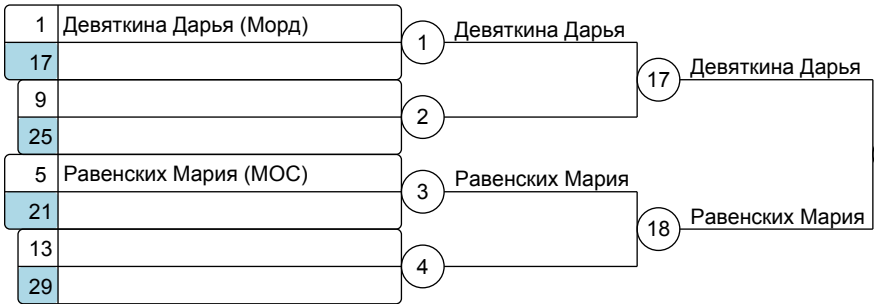 1 Девяткина Дарья (Морд)
17
1 Девяткина Дарья
9
25
2
17 Девяткина Дарья
5 Равенских Мария (МОС)
21
3 Равенских Мария
13
29
4
18 Равенских Мария